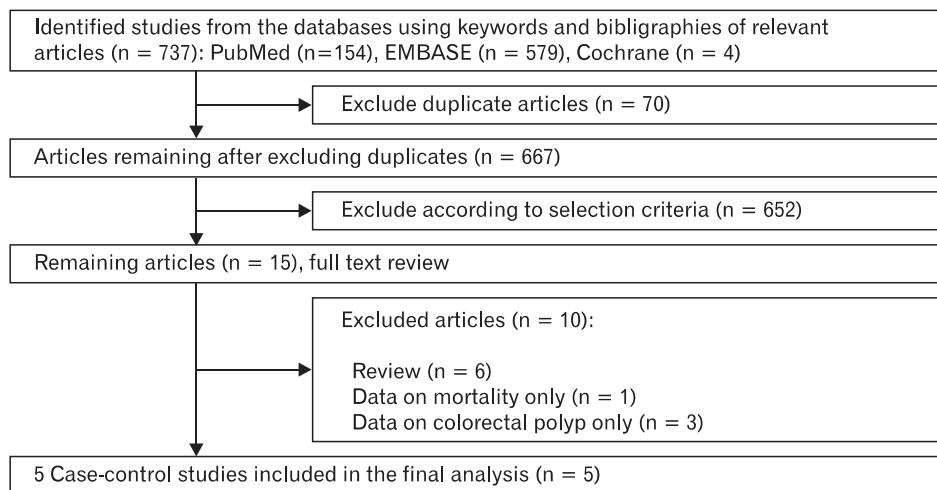 Identified studies from the databases using keywords and bibligraphies of relevant
articles (n = 737): PubMed (n=154), EMBASE (n = 579), Cochrane (n = 4)
Exclude duplicate articles (n = 70)
Articles remaining after excluding duplicates (n = 667)
Exclude according to selection criteria (n = 652)
Remaining articles (n = 15), full text review
Excluded articles (n = 10):
Review (n = 6)
Data on mortality only (n = 1)
Data on colorectal polyp only (n = 3)
5 Case-control studies included in the final analysis (n = 5)